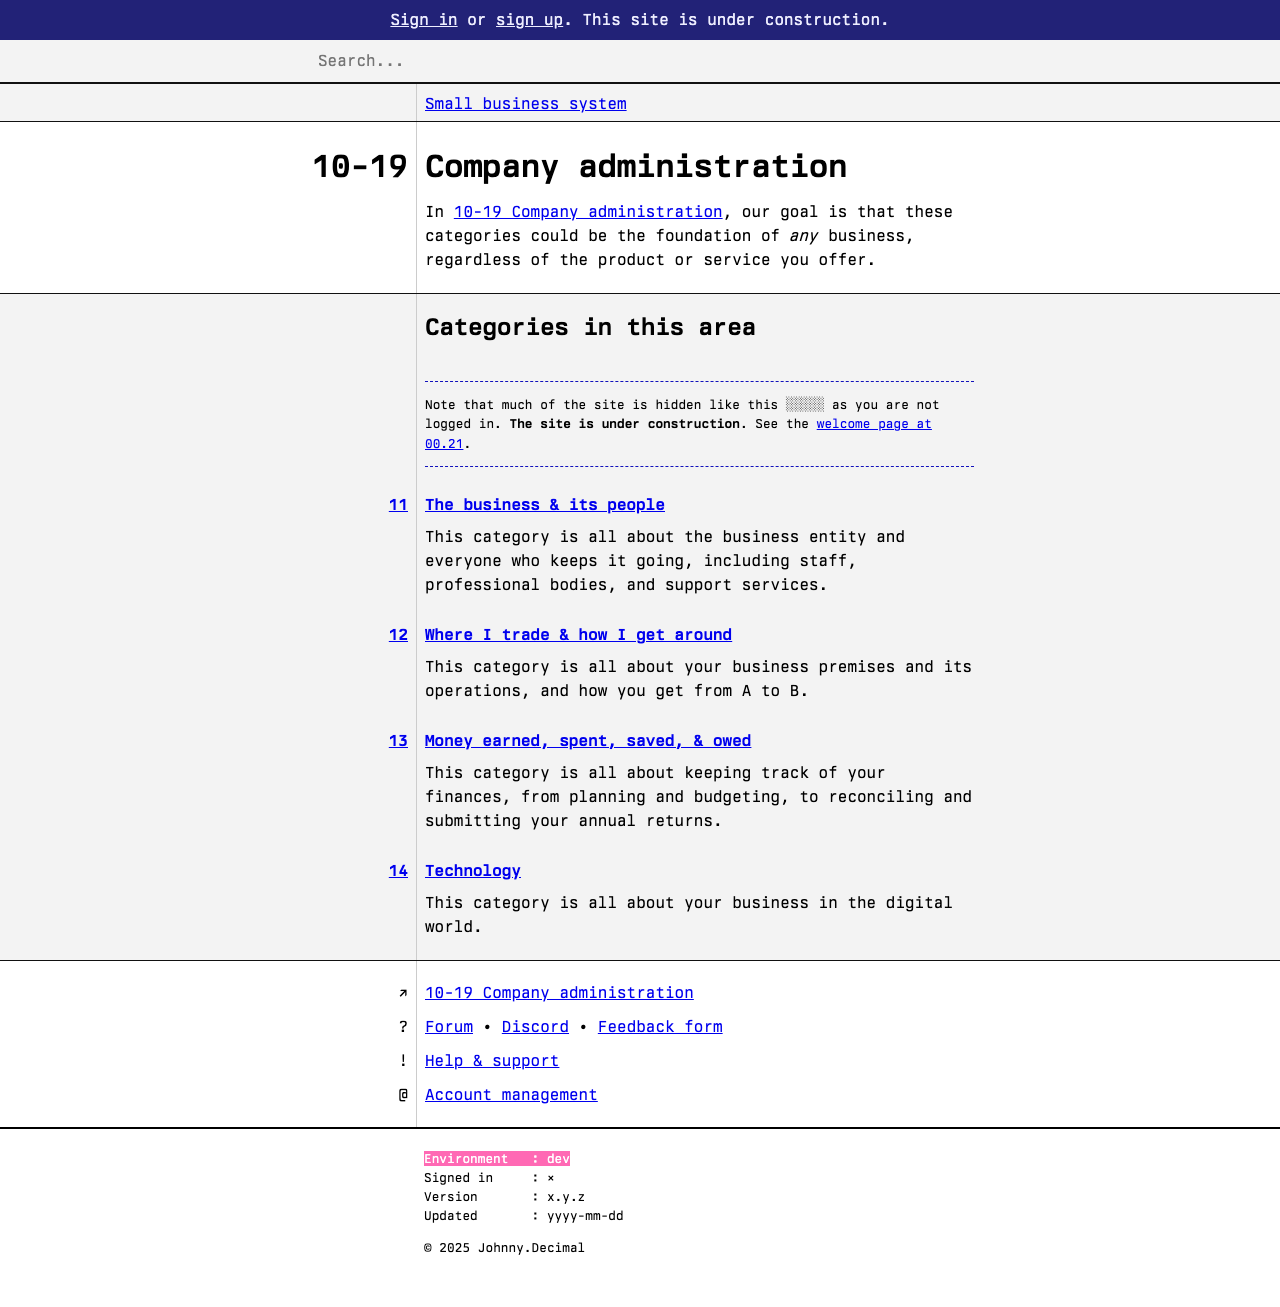 Sign in or sign up. This site is under construction.
Search...
Small business system
10-19 Company administration
In 10-19 Company administration, our goal is that these
categories could be the foundation of any business,
regardless of the product or service you offer.
Categories in this area
Note that much of the site is hidden like this ░░░░░ as you are not
logged in. The site is under construction. See the welcome page at
00.21.
11 The business & its people
This category is all about the business entity and
everyone who keeps it going, including staff,
professional bodies, and support services.
12 Where I trade & how I get around
This category is all about your business premises and its
operations, and how you get from A to B.
13 Money earned, spent, saved, & owed
This category is all about keeping track of your
finances, from planning and budgeting, to reconciling and
submitting your annual returns.
14 Technology
This category is all about your business in the digital
world.
↗ 10-19 Company administration
? Forum • Discord • Feedback form
! Help & support
@ Account management
Environment : dev
Signed in : ×
Version : x.y.z
Updated : yyyy-mm-dd
© 2025 Johnny.Decimal